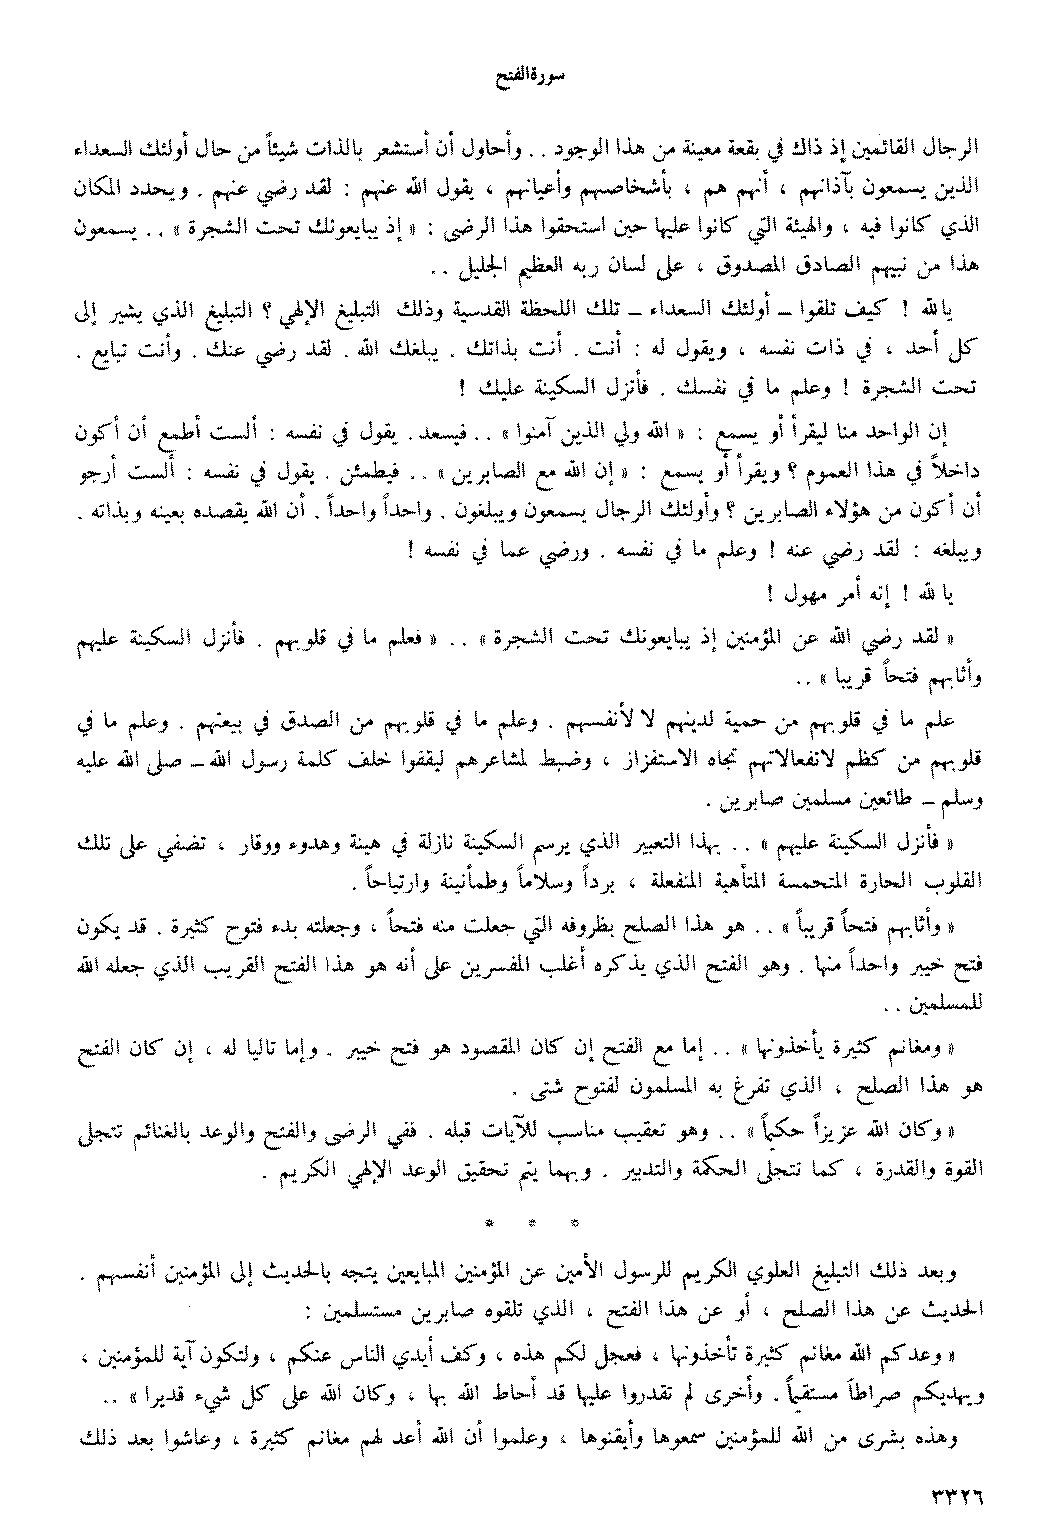 سورة الفتح
الرجال القائمين إذ ذاك في بقعة معينة من هذا الوجود . . وأحاول أن أستشعر بالذات شيئاً من حال أولئك السعداء
الذين يسمعون بآذانهم ، أنهم هم ، بأشخاصهم وأعيانهم ، يقول الله عنهم : لقد رضي عنهم . ويحدد المكان
الذي كانوا فيه ، والهيئة التي كانوا عليها حين استحقوا هذا الرضى : « إذ يبايعونك تحت الشجرة » . . يسمعون
هذا من نبيهم الصادق المصدوق ، على لسان ربه العظيم الجليل . .
يالله ! كيف تلقوا – أولئك السعداء – تلك اللحظة القدسية وذلك التبليغ الإلهي ؟ التبليغ الذي يشير إلى
كل أحد ، في ذات نفسه ، ويقول له : أنت . أنت بذاتك . يبلغك الله . لقد رضي عنك . وأنت تبايع .
تحت الشجرة ! وعلم ما في نفسك . فأنزل السكينة عليك !
إن الواحد منا ليقرأ أو يسمع : « الله ولي الذين آمنوا » . . فيسعد . يقول في نفسه : ألست أطمع أن أكون
داخلاً في هذا العموم ؟ ويقرأ أو يسمع : « إن الله مع الصابرين » . . فيطمئن . يقول في نفسه : ألست أرجو
أن أكون من هؤلاء الصابرين ؟ وأولئك الرجال يسمعون ويبلغون . واحداً واحداً . أن الله يقصده بعينه وبذاته .
ويبلغه : لقد رضي عنه ! وعلم ما في نفسه . ورضي عما في نفسه !
يا لله ! إنه أمر مهول !
« لقد رضي الله عن المؤمنين إذ يبايعونك تحت الشجرة » . . « فعلم ما في قلوبهم . فأنزل السكينة عليهم
وأثابهم فتحاً قريبا » . .
علم ما في قلوبهم من حمية لدينهم لا لأنفسهم . وعلم ما في قلوبهم من الصدق في بيعتهم . وعلم ما في
قلوبهم من كظم لانفعالاتهم تجاه الاستفزاز ، وضبط لمشاعرهم ليقفوا خلف كلمة رسول الله – صلى الله عليه
وسلم – طائعين مسلمين صابرين .
« فأنزل السكينة عليهم » . . بهذا التعبير الذي يرسم السكينة نازلة في هينة وهدوء ووقار ، تضفي على تلك
القلوب الحارة المتحمسة المتأهبة المنفعلة ، برداً وسلاماً وطمأنينة وارتياحاً .
« وأثابهم فتحاً قريباً » . . هو هذا الصلح بظروفه التي جعلت منه فتحاً ، وجعلته بدء فتوح كثيرة . قد يكون
فتح خيبر واحداً منها . وهو الفتح الذي يذكره أغلب المفسرين على أنه هو هذا الفتح القريب الذي جعله الله
للمسلمين . .
« ومغانم كثيرة يأخذونها » . . إما مع الفتح إن كان المقصود هو فتح خيبر . وإما تاليا له ، إن كان الفتح
هو هذا الصلح ، الذي تفرغ به المسلمون لفتوح شتى .
« وكان الله عزيزاً حكيماً » . . وهو تعقيب مناسب للآيات قبله . ففي الرضى والفتح والوعد بالغنائم تتجلى
القوة والقدرة ، كما تتجلى الحكمة والتدبير . وبهما يتم تحقيق الوعد الإلهي الكريم .
* * *
وبعد ذلك التبليغ العلوي الكريم للرسول الأمين عن المؤمنين المبايعين يتجه بالحديث إلى المؤمنين أنفسهم .
الحديث عن هذا الصلح ، أو عن هذا الفتح ، الذي تلقوه صابرين مستسلمين :
« وعدكم الله مغانم كثيرة تأخذونها ، فعجل لكم هذه ، وكف أيدي الناس عنكم ، ولتكون آية للمؤمنين ،
ويهديكم صراطاً مستقيماً . وأخرى لم تقدروا عليها قد أحاط الله بها ، وكان الله على كل شيء قديرا » . .
وهذه بشرى من الله للمؤمنين سمعوها وأيقنوها ، وعلموا أن الله أعد لهم مغانم كثيرة ، وعاشوا بعد ذلك
٣٣٢٦